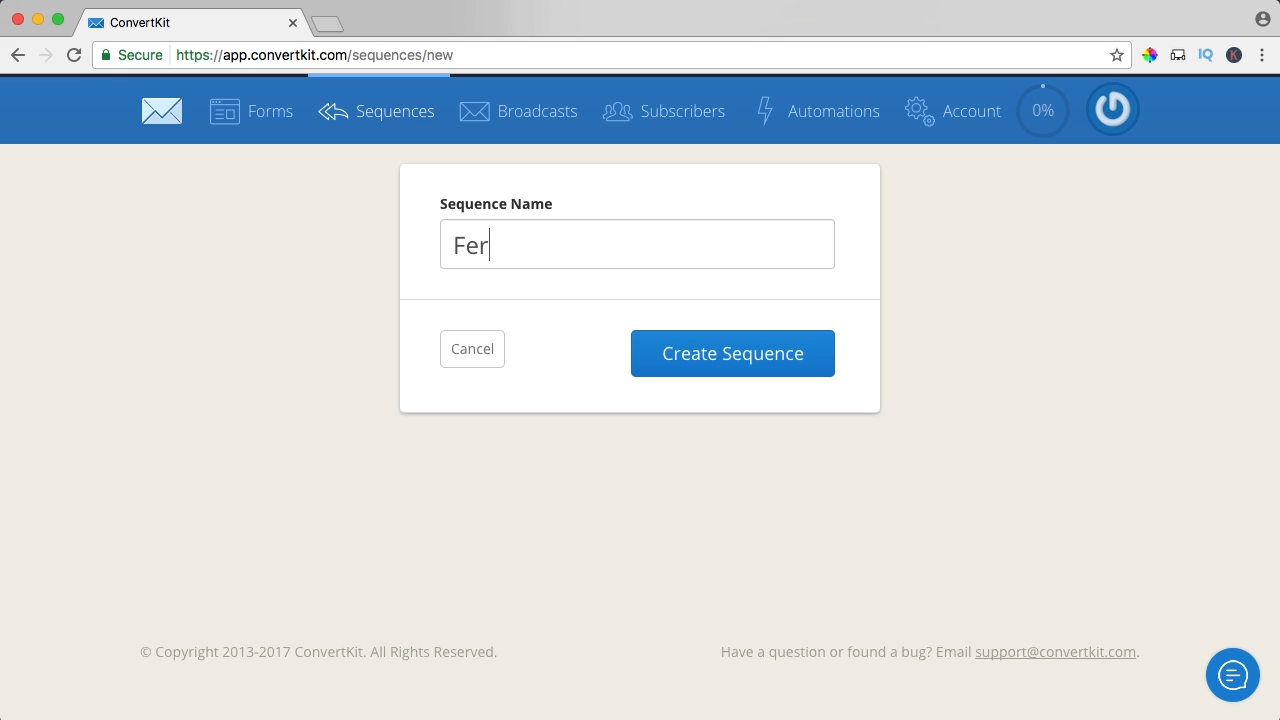 ConvertKit
Secure https://app.convertkit.com/sequences/new
IQ K
Forms Sequences Broadcasts Subscribers Automations Account 0%
Sequence Name
Fer
Cancel Create Sequence
© Copyright 2013-2017 ConvertKit. All Rights Reserved. Have a question or found a bug? Email support@convertkit.com.